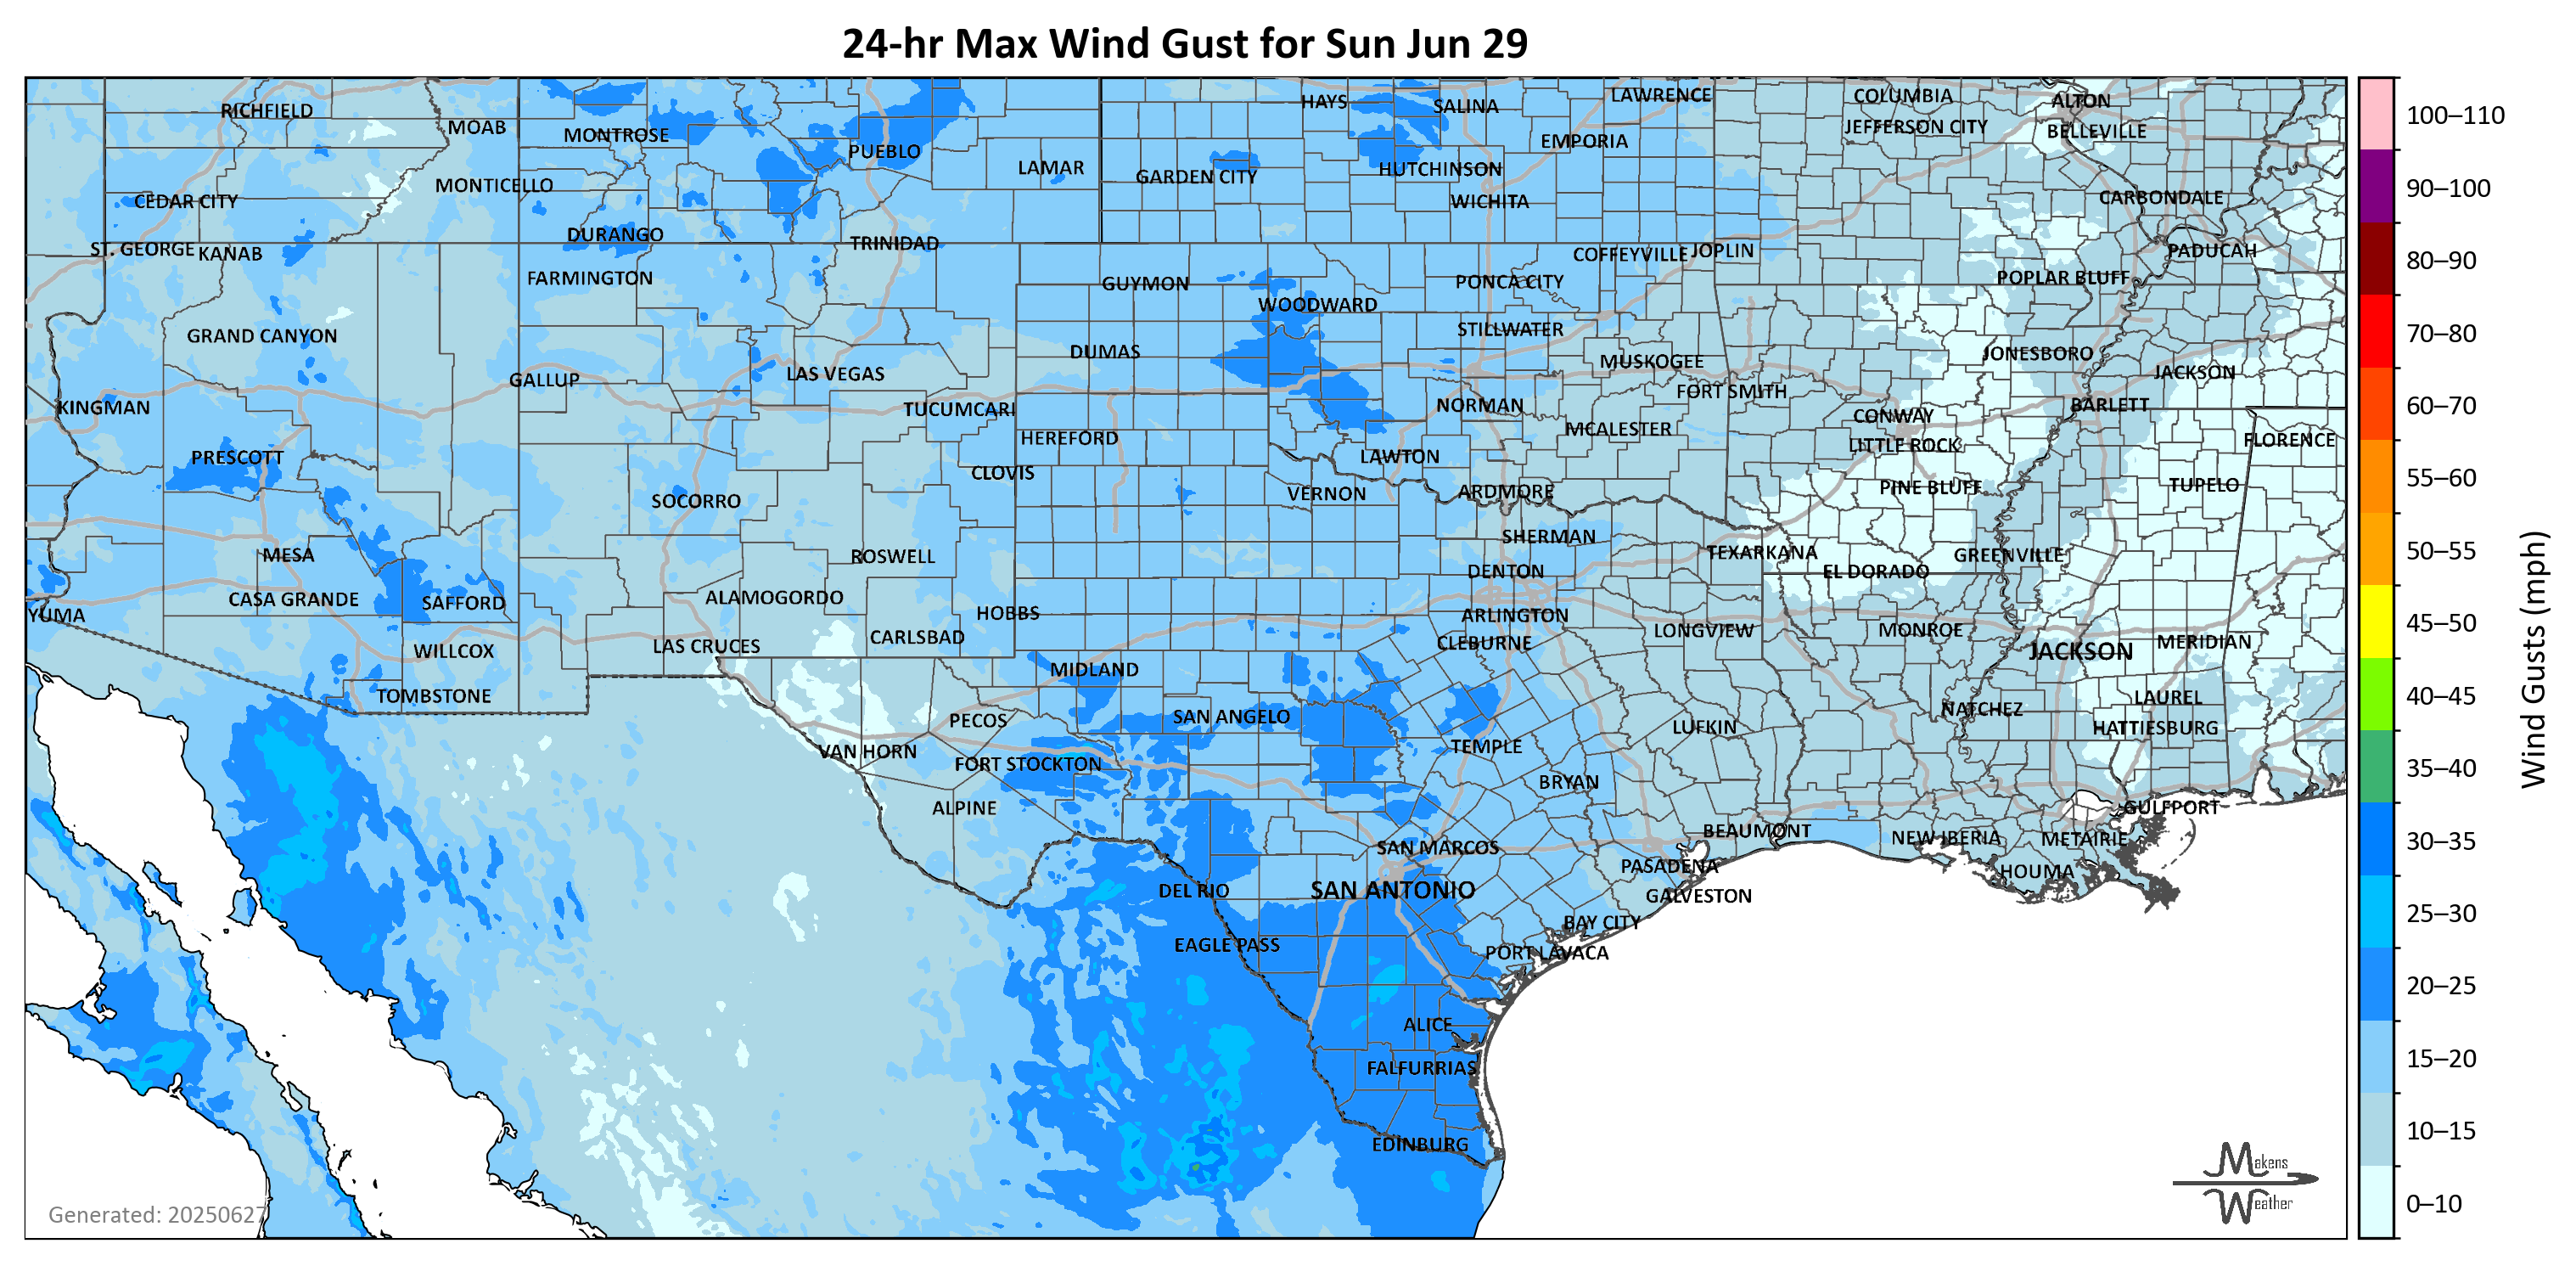 24-hr Max Wind Gust for Sun Jun 29
RICHFIELD
MOAB
MONTROSE
PUEBLO
LAMAR
GARDEN CITY
HAYS
SALINA
HUTCHINSON
WICHITA
EMPORIA
LAWRENCE
COLUMBIA
JEFFERSON CITY
ALTON
BELLEVILLE
CARBONDALE
CEDAR CITY
MONTICELLO
ST. GEORGE
KANAB
DURANGO
TRINIDAD
COFFEYVILLE
JOPLIN
PADUCAH
FARMINGTON
GUYMON
WOODWARD
PONCA CITY
POPLAR BLUFF
GRAND CANYON
DUMAS
STILLWATER
MUSKOGEE
JONESBORO
JACKSON
GALLUP
LAS VEGAS
FORT SMITH
KINGMAN
TUCUMCARI
NORMAN
CONWAY
BARLETT
HEREFORD
MCALESTER
LITTLE ROCK
FLORENCE
PRESCOTT
CLOVIS
LAWTON
SOCORRO
VERNON
ARDMORE
PINE BLUFF
TUPELO
MESA
ROSWELL
SHERMAN
TEXARKANA
GREENVILLE
DENTON
EL DORADO
YUMA
CASA GRANDE
SAFFORD
ALAMOGORDO
HOBBS
ARLINGTON
CLEBURNE
LONGVIEW
MONROE
WILLCOX
LAS CRUCES
CARLSBAD
JACKSON
MERIDIAN
TOMBSTONE
MIDLAND
LAUREL
PECOS
SAN ANGELO
LUFKIN
NATCHEZ
HATTIESBURG
VAN HORN
FORT STOCKTON
TEMPLE
BRYAN
ALPINE
BEAUMONT
NEW IBERIA
METAIRIE
GULFPORT
SAN MARCOS
PASADENA
HOUMA
DEL RIO
SAN ANTONIO
GALVESTON
EAGLE PASS
BAY CITY
PORT LAVACA
ALICE
FALFURRIAS
EDINBURG
Generated: 20250627
Makens
Weather
100–110
90–100
80–90
70–80
60–70
55–60
50–55
45–50
40–45
35–40
30–35
25–30
20–25
15–20
10–15
0–10
Wind Gusts (mph)